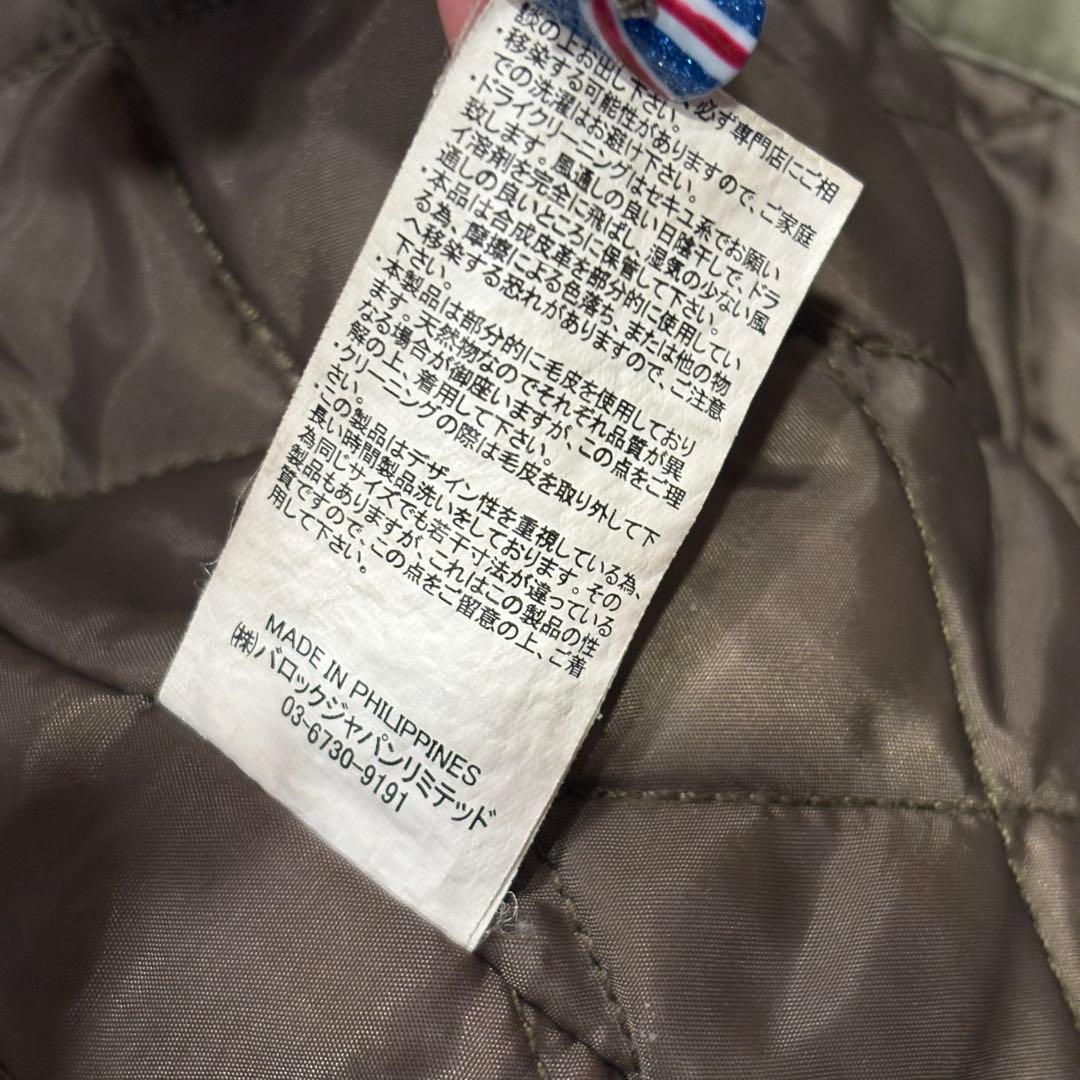 談の上お出し下さい。必ず専門店にご相
・移染する可能性がありますので、ご家庭
での洗濯はお避け下さい。
・ドライクリーニングはセキユ系でお願い
致します。風通しの良い日陰干しで、ドラ
イ溶剤を完全に飛ばし、湿気の少ない風
通しの良いところに保管して下さい。
・本品は合成皮革を部分的に使用してい
る為、摩擦による色落ち、または他の物
へ移染する恐れがありますので、ご注意
下さい。
・本製品は部分的に毛皮を使用しており
ます。天然物なのでそれぞれ品質が異
なる場合が御座いますが、この点をご理
解の上、着用して下さい。
・クリーニングの際は毛皮を取り外して下
さい。
・この製品はデザイン性を重視している為、
長い時間製品洗いをしております。その
為同じサイズでも若干寸法が違っている
製品もありますが、これはこの製品の性
質ですので、この点をご留意の上、ご着
用して下さい。
MADE IN PHILIPPINES
㈱バロックジャパンリミテッド
03-6730-9191